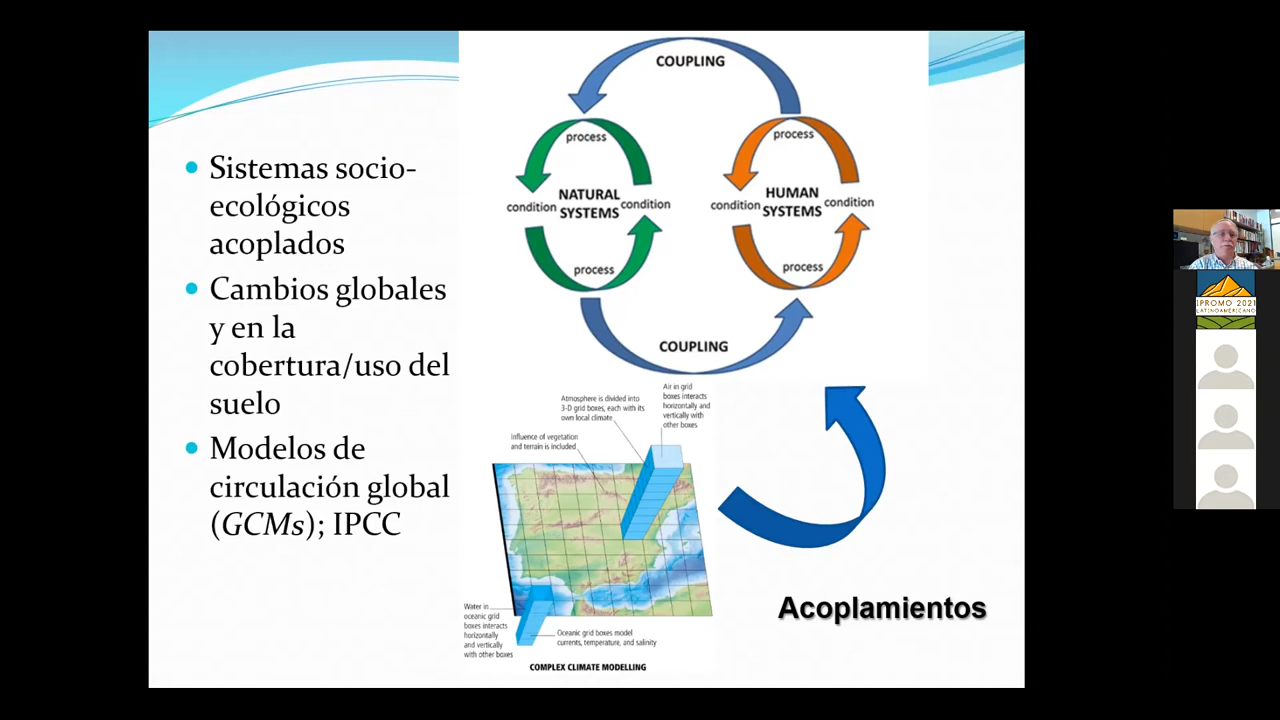 Sistemas socio-
ecológicos
acoplados
Cambios globales
y en la
cobertura/uso del
suelo
Modelos de
circulación global
(GCMs); IPCC
COUPLING
process
process
NATURAL
SYSTEMS
HUMAN
SYSTEMS
condition
condition
condition
condition
process
process
COUPLING
Atmosphere is divided into
3-D grid boxes, each with its
own local climate
Air in grid
boxes interacts
horizontally and
vertically with
other boxes
Influence of vegetation
and terrain is included
Water in
oceanic grid
boxes interacts
horizontally
and vertically
with other boxes
Oceanic grid boxes model
currents, temperature, and salinity
COMPLEX CLIMATE MODELLING
Acoplamientos
IPROMO 2021
LATINOAMERICANO